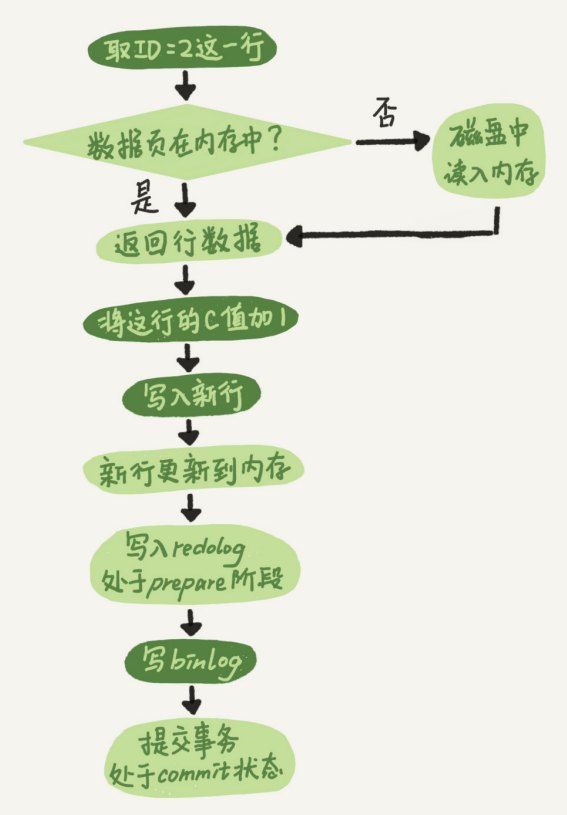 取ID=2这一行
数据页在内存中?
否
磁盘中
读入内存
是
返回行数据
将这行的C值加1
写入新行
新行更新到内存
写入redolog
处于prepare阶段
写binlog
提交事务
处于commit状态